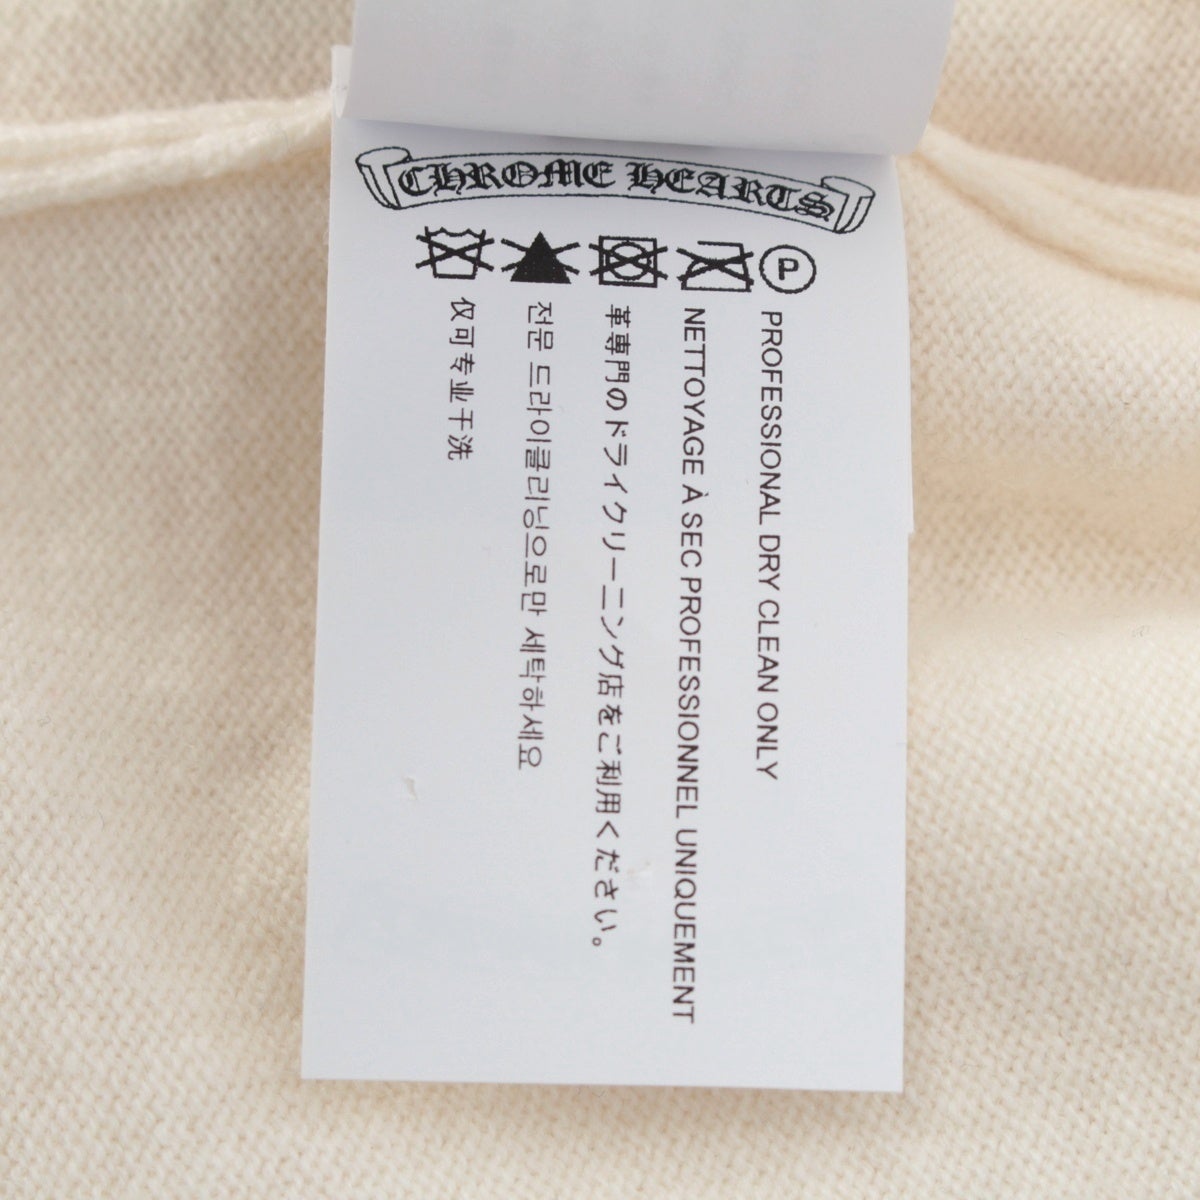 CHROME HEARTS
P
PROFESSIONAL DRY CLEAN ONLY
NETTOYAGE À SEC PROFESSIONNEL UNIQUEMENT
革専門のドライクリーニング店をご利用ください。
전문 드라이클리닝으로만 세탁하세요
仅可专业干洗